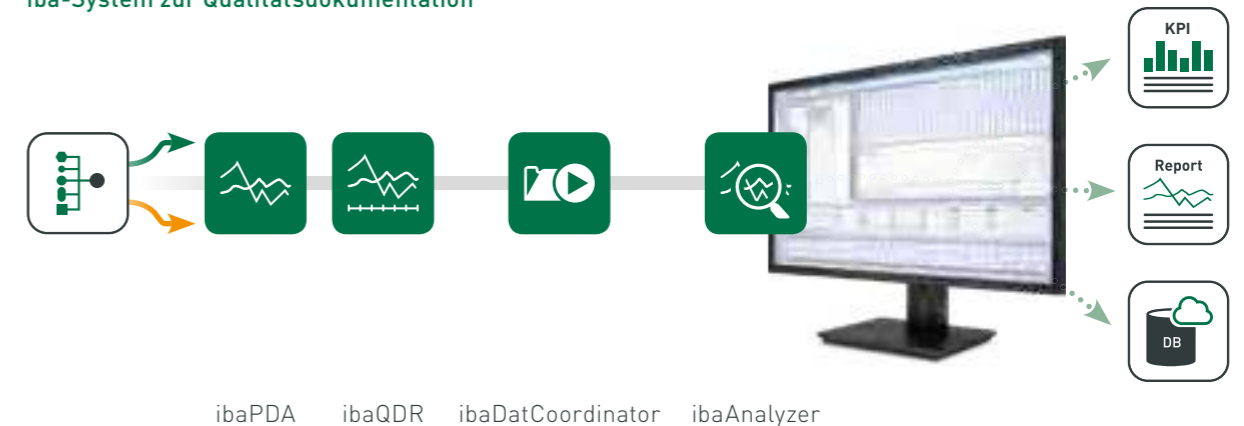 iba-System zur Qualitätsdokumentation
KPI
Report
DB
ibaPDA ibaQDR ibaDatCoordinator ibaAnalyzer